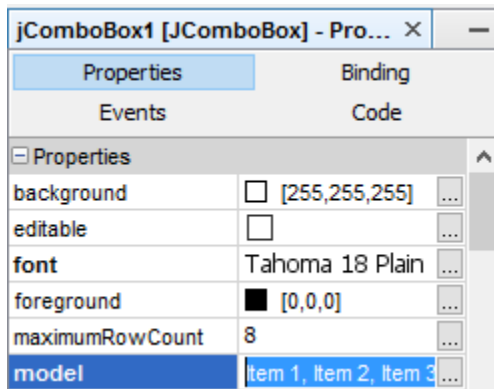 jComboBox1 [JComboBox] - Pro... ×
Properties Binding
Events Code
Properties
background [255,255,255] ...
editable ...
font Tahoma 18 Plain ...
foreground [0,0,0] ...
maximumRowCount 8 ...
model Item 1, Item 2, Item 3 ...